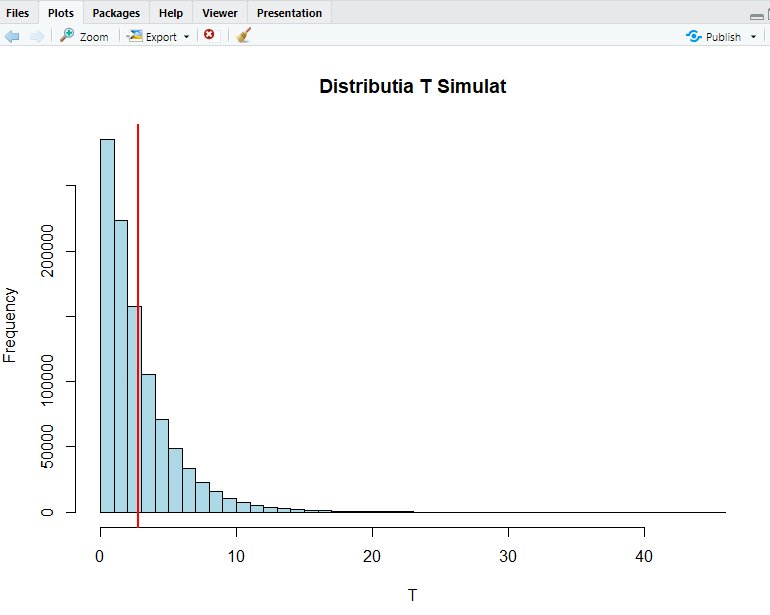 Files Plots Packages Help Viewer Presentation
Zoom Export Publish
Distributia T Simulat
Frequency
200000
100000
50000
0
0 10 20 30 40
T